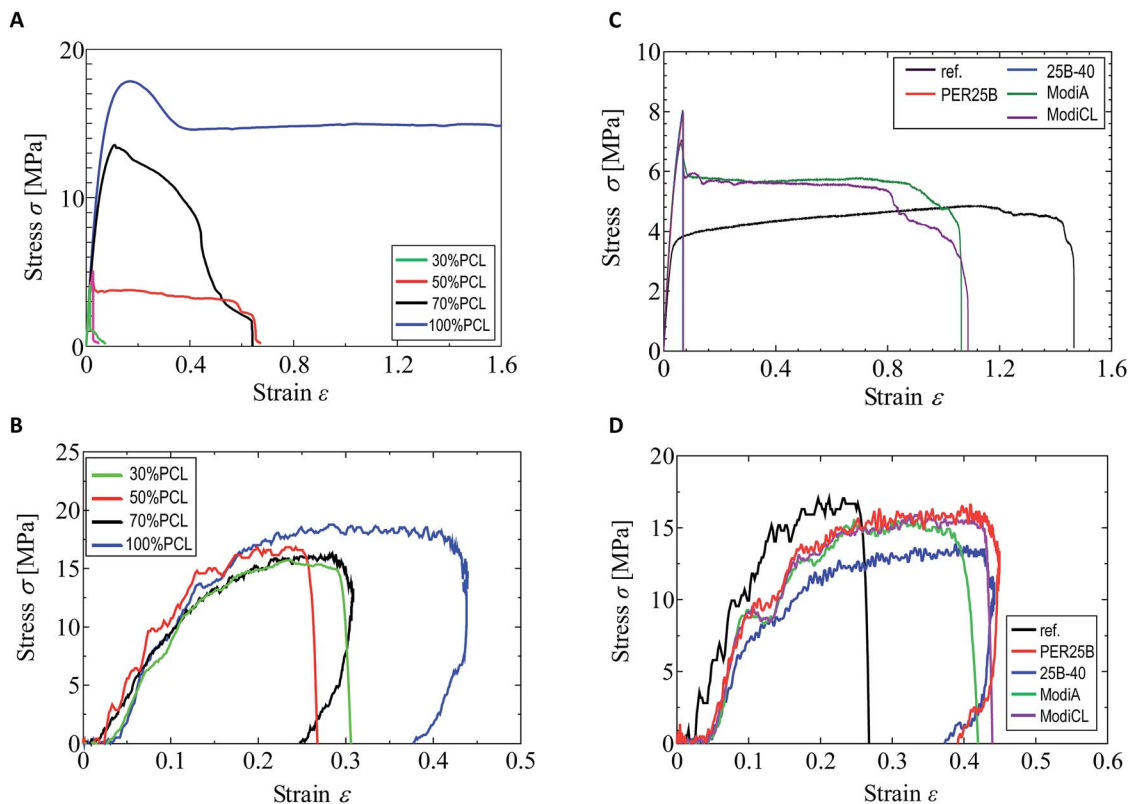 A
20
10
0
Stress σ [MPa]
30%PCL
50%PCL
70%PCL
100%PCL
0 0.4 0.8 1.2 1.6
Strain ε
C
10
8
6
4
2
0
Stress σ [MPa]
ref. 25B-40
PER25B ModiA
ModiCL
0 0.4 0.8 1.2 1.6
Strain ε
B
25
20
15
10
5
0
Stress σ [MPa]
30%PCL
50%PCL
70%PCL
100%PCL
0 0.1 0.2 0.3 0.4 0.5
Strain ε
D
20
15
10
5
0
Stress σ [MPa]
ref.
PER25B
25B-40
ModiA
ModiCL
0 0.1 0.2 0.3 0.4 0.5 0.6
Strain ε